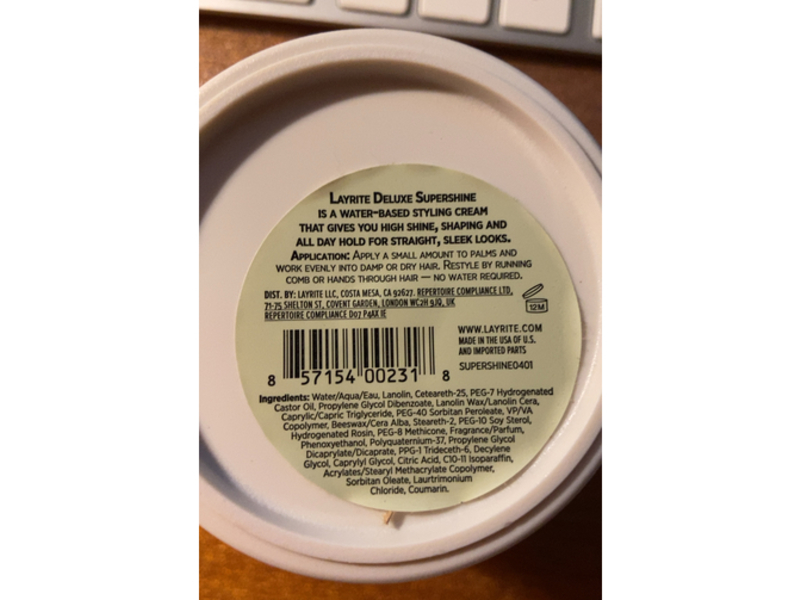 LAYRITE DELUXE SUPERSHINE
IS A WATER-BASED STYLING CREAM
THAT GIVES YOU HIGH SHINE, SHAPING AND
ALL DAY HOLD FOR STRAIGHT, SLEEK LOOKS.
APPLICATION: APPLY A SMALL AMOUNT TO PALMS AND
WORK EVENLY INTO DAMP OR DRY HAIR. RESTYLE BY RUNNING
COMB OR HANDS THROUGH HAIR — NO WATER REQUIRED.
DIST. BY: LAYRITE LLC, COSTA MESA, CA 92627. REPERTOIRE COMPLIANCE LTD,
71-75 SHELTON ST, COVENT GARDEN, LONDON WC2H 9JQ, UK
REPERTOIRE COMPLIANCE D07 P4AX IE
12M
WWW.LAYRITE.COM
MADE IN THE USA OF U.S.
AND IMPORTED PARTS
SUPERSHINE0401
8 57154 00231 8
Ingredients: Water/Aqua/Eau, Lanolin, Ceteareth-25, PEG-7 Hydrogenated
Castor Oil, Propylene Glycol Dibenzoate, Lanolin Wax/Lanolin Cera,
Caprylic/Capric Triglyceride, PEG-40 Sorbitan Peroleate, VP/VA
Copolymer, Beeswax/Cera Alba, Steareth-2, PEG-10 Soy Sterol,
Hydrogenated Rosin, PEG-8 Methicone, Fragrance/Parfum,
Phenoxyethanol, Polyquaternium-37, Propylene Glycol
Dicaprylate/Dicaprate, PPG-1 Trideceth-6, Decylene
Glycol, Caprylyl Glycol, Citric Acid, C10-11 Isoparaffin,
Acrylates/Stearyl Methacrylate Copolymer,
Sorbitan Oleate, Laurtrimonium
Chloride, Coumarin.